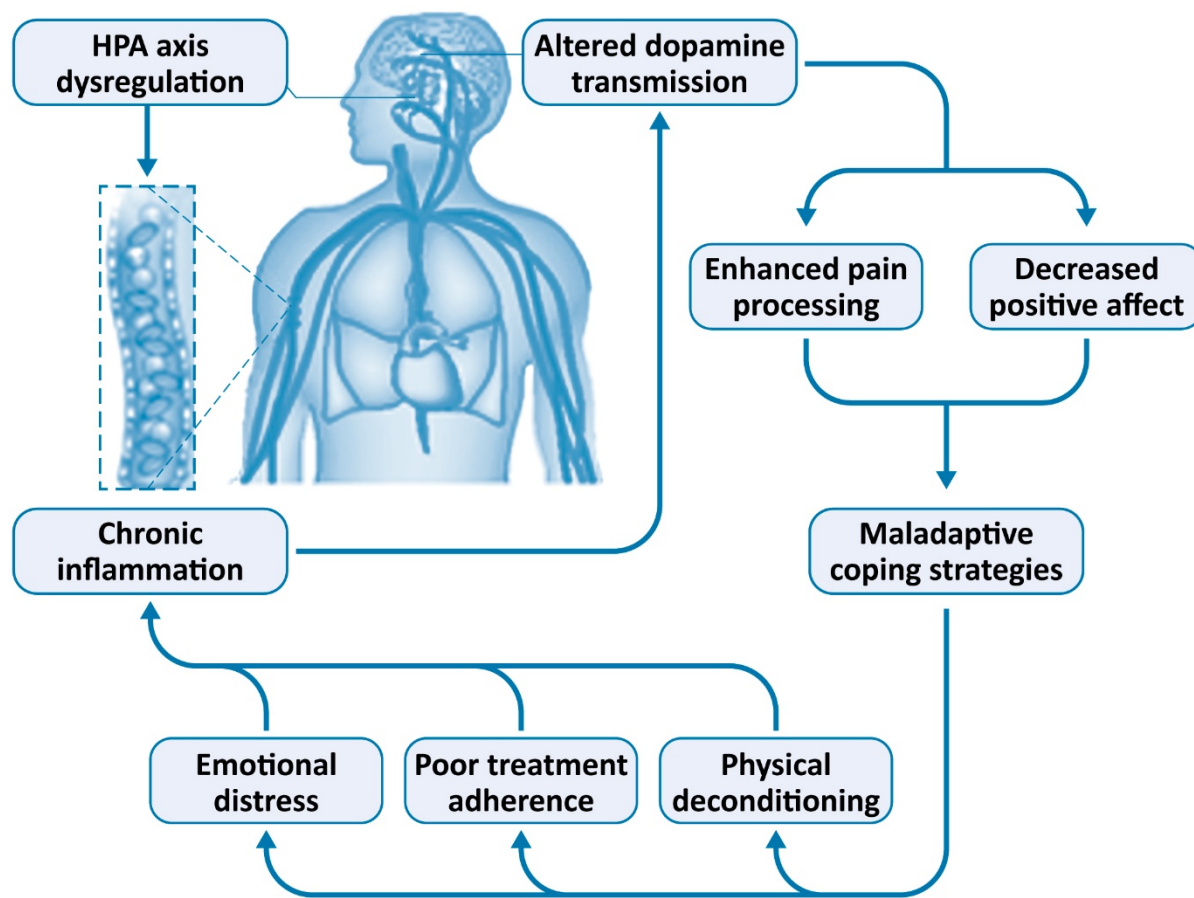 HPA axis
dysregulation
Altered dopamine
transmission
Enhanced pain
processing
Decreased
positive affect
Chronic
inflammation
Maladaptive
coping strategies
Emotional
distress
Poor treatment
adherence
Physical
deconditioning